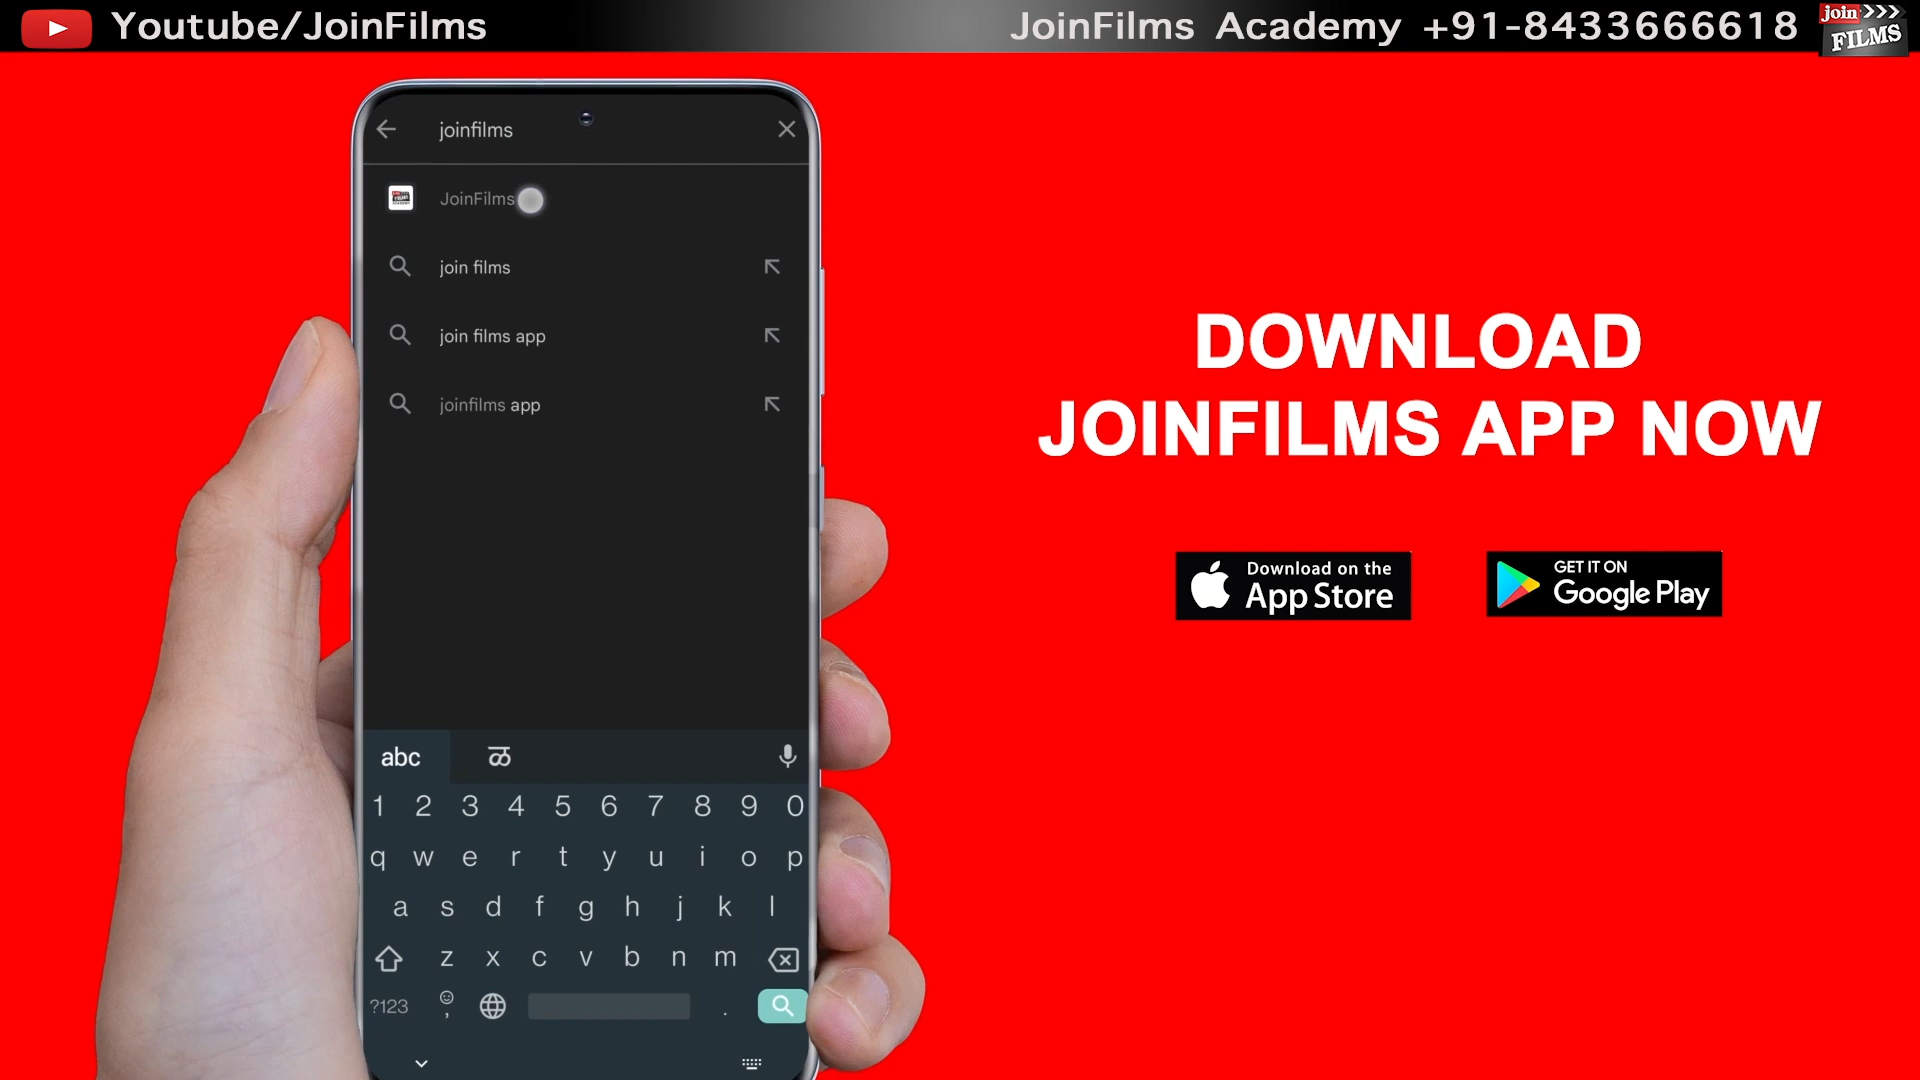 Youtube/JoinFilms
JoinFilms Academy +91-8433666618
join
FILMS
joinfilms
JoinFilms
join films
join films app
joinfilms app
DOWNLOAD
JOINFILMS APP NOW
Download on the
App Store
GET IT ON
Google Play
abc
1 2 3 4 5 6 7 8 9 0
q w e r t y u i o p
a s d f g h j k l
z x c v b n m
?123 , .